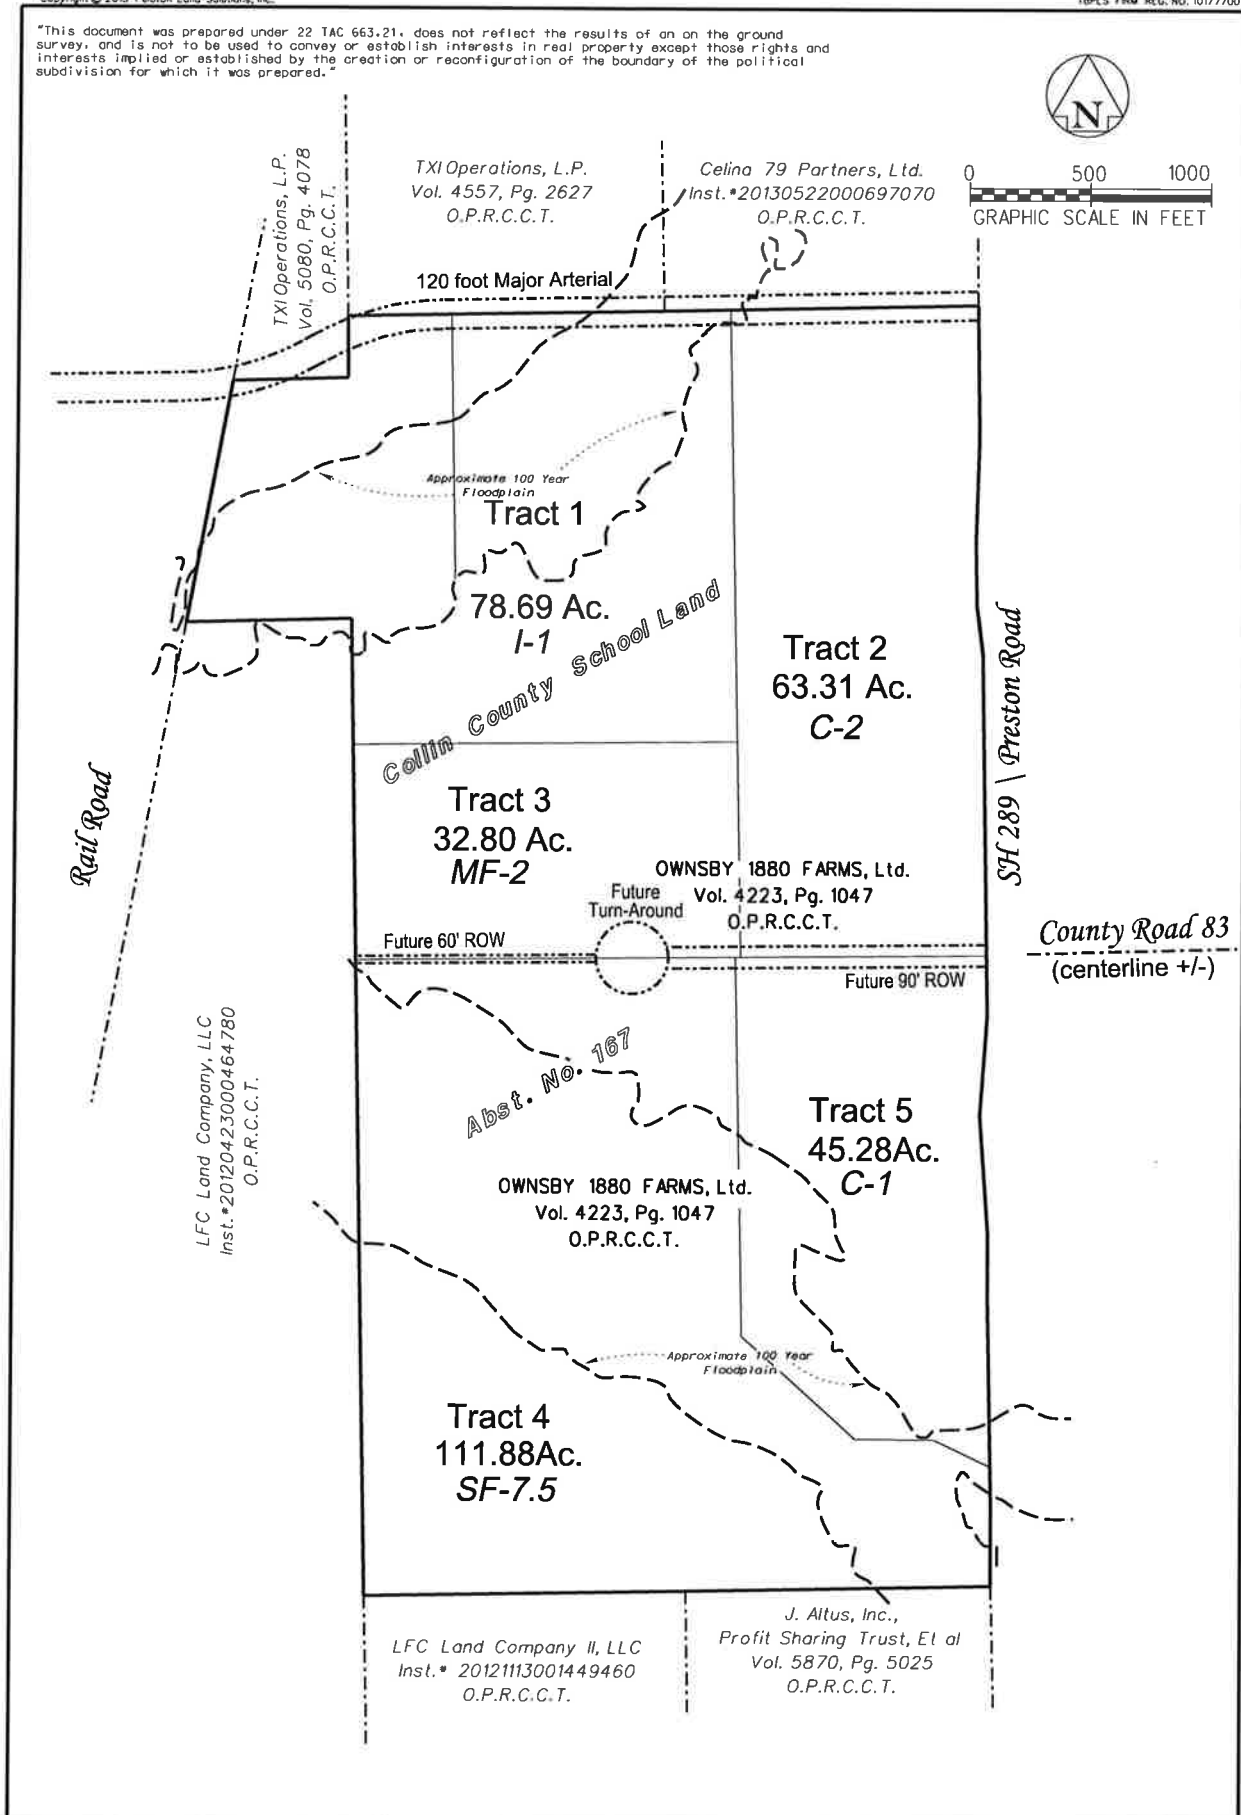 "This document was prepared under 22 TAC 663.21, does not reflect the results of an on the ground
survey, and is not to be used to convey or establish interests in real property except those rights and
interests implied or established by the creation or reconfiguration of the boundary of the political
subdivision for which it was prepared."
N
0 500 1000
GRAPHIC SCALE IN FEET
TXI Operations, L.P.
Vol. 5080, Pg. 4078
O.P.R.C.C.T.
TXI Operations, L.P.
Vol. 4557, Pg. 2627
O.P.R.C.C.T.
Celina 79 Partners, Ltd.
Inst.#20130522000697070
O.P.R.C.C.T.
120 foot Major Arterial
Approximate 100 Year
Floodplain
Tract 1
78.69 Ac.
I-1
Collin County School Land
Tract 2
63.31 Ac.
C-2
SH 289 \ Preston Road
Rail Road
Tract 3
32.80 Ac.
MF-2
OWNSBY 1880 FARMS, Ltd.
Vol. 4223, Pg. 1047
O.P.R.C.C.T.
Future
Turn-Around
Future 60' ROW
Future 90' ROW
County Road 83
(centerline +/-)
LFC Land Company, LLC
Inst.#20120423000464780
O.P.R.C.C.T.
Abst. No. 167
Tract 5
45.28Ac.
C-1
OWNSBY 1880 FARMS, Ltd.
Vol. 4223, Pg. 1047
O.P.R.C.C.T.
Approximate 100 Year
Floodplain
Tract 4
111.88Ac.
SF-7.5
LFC Land Company II, LLC
Inst.# 20121113001449460
O.P.R.C.C.T.
J. Altus, Inc.,
Profit Sharing Trust, Et al
Vol. 5870, Pg. 5025
O.P.R.C.C.T.